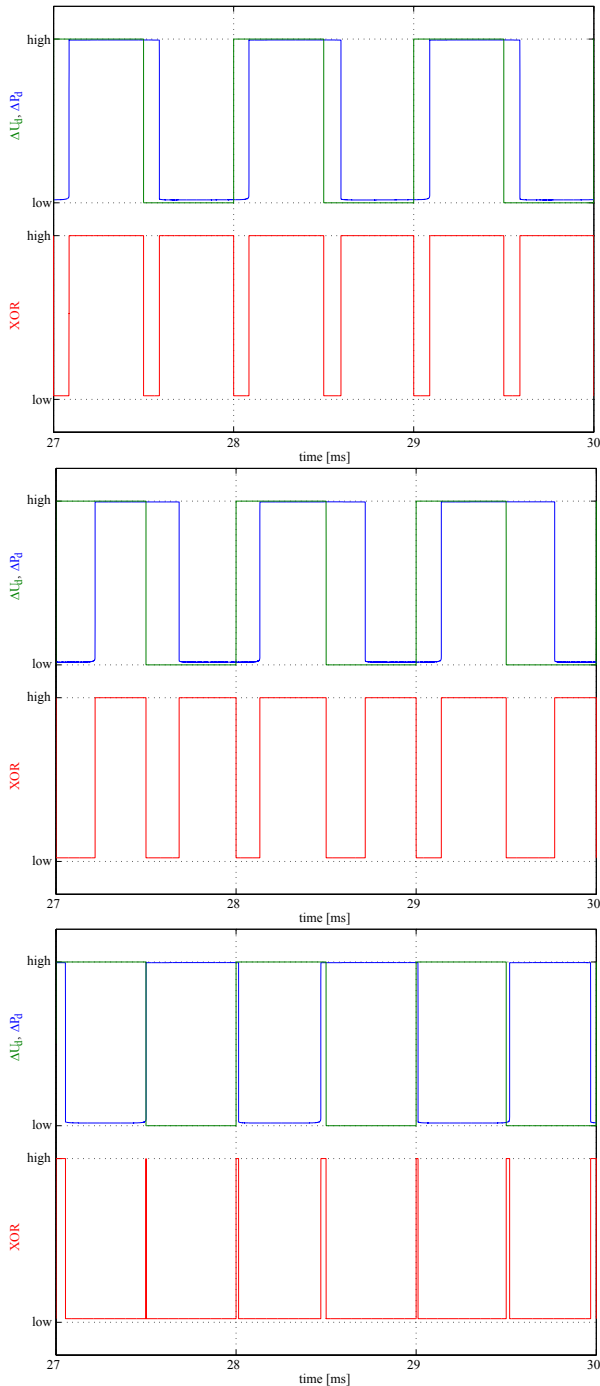 high
ΔU_d, ΔP_d
low
high
XOR
low
27 28 29 30
time [ms]
high
ΔU_d, ΔP_d
low
high
XOR
low
27 28 29 30
time [ms]
high
ΔU_d, ΔP_d
low
high
XOR
low
27 28 29 30
time [ms]